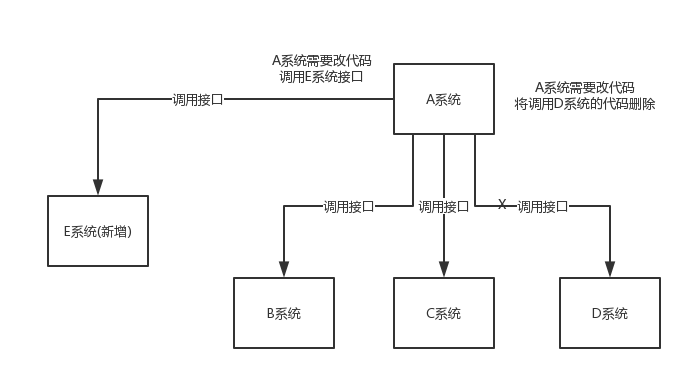 A系统需要改代码
调用E系统接口
A系统
A系统需要改代码
将调用D系统的代码删除
调用接口
E系统(新增)
调用接口
调用接口
X
调用接口
B系统
C系统
D系统